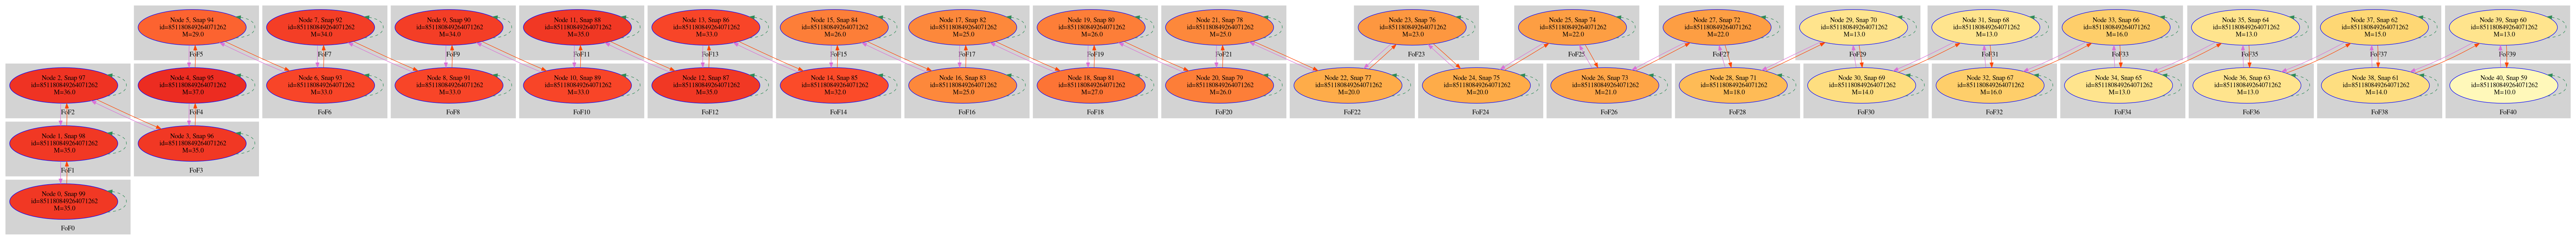 Node 5, Snap 94
id=851180849264071262
M=29.0
FoF5
Node 7, Snap 92
id=851180849264071262
M=34.0
FoF7
Node 9, Snap 90
id=851180849264071262
M=34.0
FoF9
Node 11, Snap 88
id=851180849264071262
M=35.0
FoF11
Node 13, Snap 86
id=851180849264071262
M=33.0
FoF13
Node 15, Snap 84
id=851180849264071262
M=26.0
FoF15
Node 17, Snap 82
id=851180849264071262
M=25.0
FoF17
Node 19, Snap 80
id=851180849264071262
M=26.0
FoF19
Node 21, Snap 78
id=851180849264071262
M=25.0
FoF21
Node 23, Snap 76
id=851180849264071262
M=23.0
FoF23
Node 25, Snap 74
id=851180849264071262
M=22.0
FoF25
Node 27, Snap 72
id=851180849264071262
M=22.0
FoF27
Node 29, Snap 70
id=851180849264071262
M=13.0
FoF29
Node 31, Snap 68
id=851180849264071262
M=13.0
FoF31
Node 33, Snap 66
id=851180849264071262
M=16.0
FoF33
Node 35, Snap 64
id=851180849264071262
M=13.0
FoF35
Node 37, Snap 62
id=851180849264071262
M=15.0
FoF37
Node 39, Snap 60
id=851180849264071262
M=13.0
FoF39
Node 2, Snap 97
id=851180849264071262
M=36.0
FoF2
Node 4, Snap 95
id=851180849264071262
M=37.0
FoF4
Node 6, Snap 93
id=851180849264071262
M=33.0
FoF6
Node 8, Snap 91
id=851180849264071262
M=33.0
FoF8
Node 10, Snap 89
id=851180849264071262
M=33.0
FoF10
Node 12, Snap 87
id=851180849264071262
M=35.0
FoF12
Node 14, Snap 85
id=851180849264071262
M=32.0
FoF14
Node 16, Snap 83
id=851180849264071262
M=25.0
FoF16
Node 18, Snap 81
id=851180849264071262
M=27.0
FoF18
Node 20, Snap 79
id=851180849264071262
M=26.0
FoF20
Node 22, Snap 77
id=851180849264071262
M=20.0
FoF22
Node 24, Snap 75
id=851180849264071262
M=20.0
FoF24
Node 26, Snap 73
id=851180849264071262
M=21.0
FoF26
Node 28, Snap 71
id=851180849264071262
M=18.0
FoF28
Node 30, Snap 69
id=851180849264071262
M=14.0
FoF30
Node 32, Snap 67
id=851180849264071262
M=16.0
FoF32
Node 34, Snap 65
id=851180849264071262
M=13.0
FoF34
Node 36, Snap 63
id=851180849264071262
M=13.0
FoF36
Node 38, Snap 61
id=851180849264071262
M=14.0
FoF38
Node 40, Snap 59
id=851180849264071262
M=10.0
FoF40
Node 1, Snap 98
id=851180849264071262
M=35.0
FoF1
Node 3, Snap 96
id=851180849264071262
M=35.0
FoF3
Node 0, Snap 99
id=851180849264071262
M=35.0
FoF0